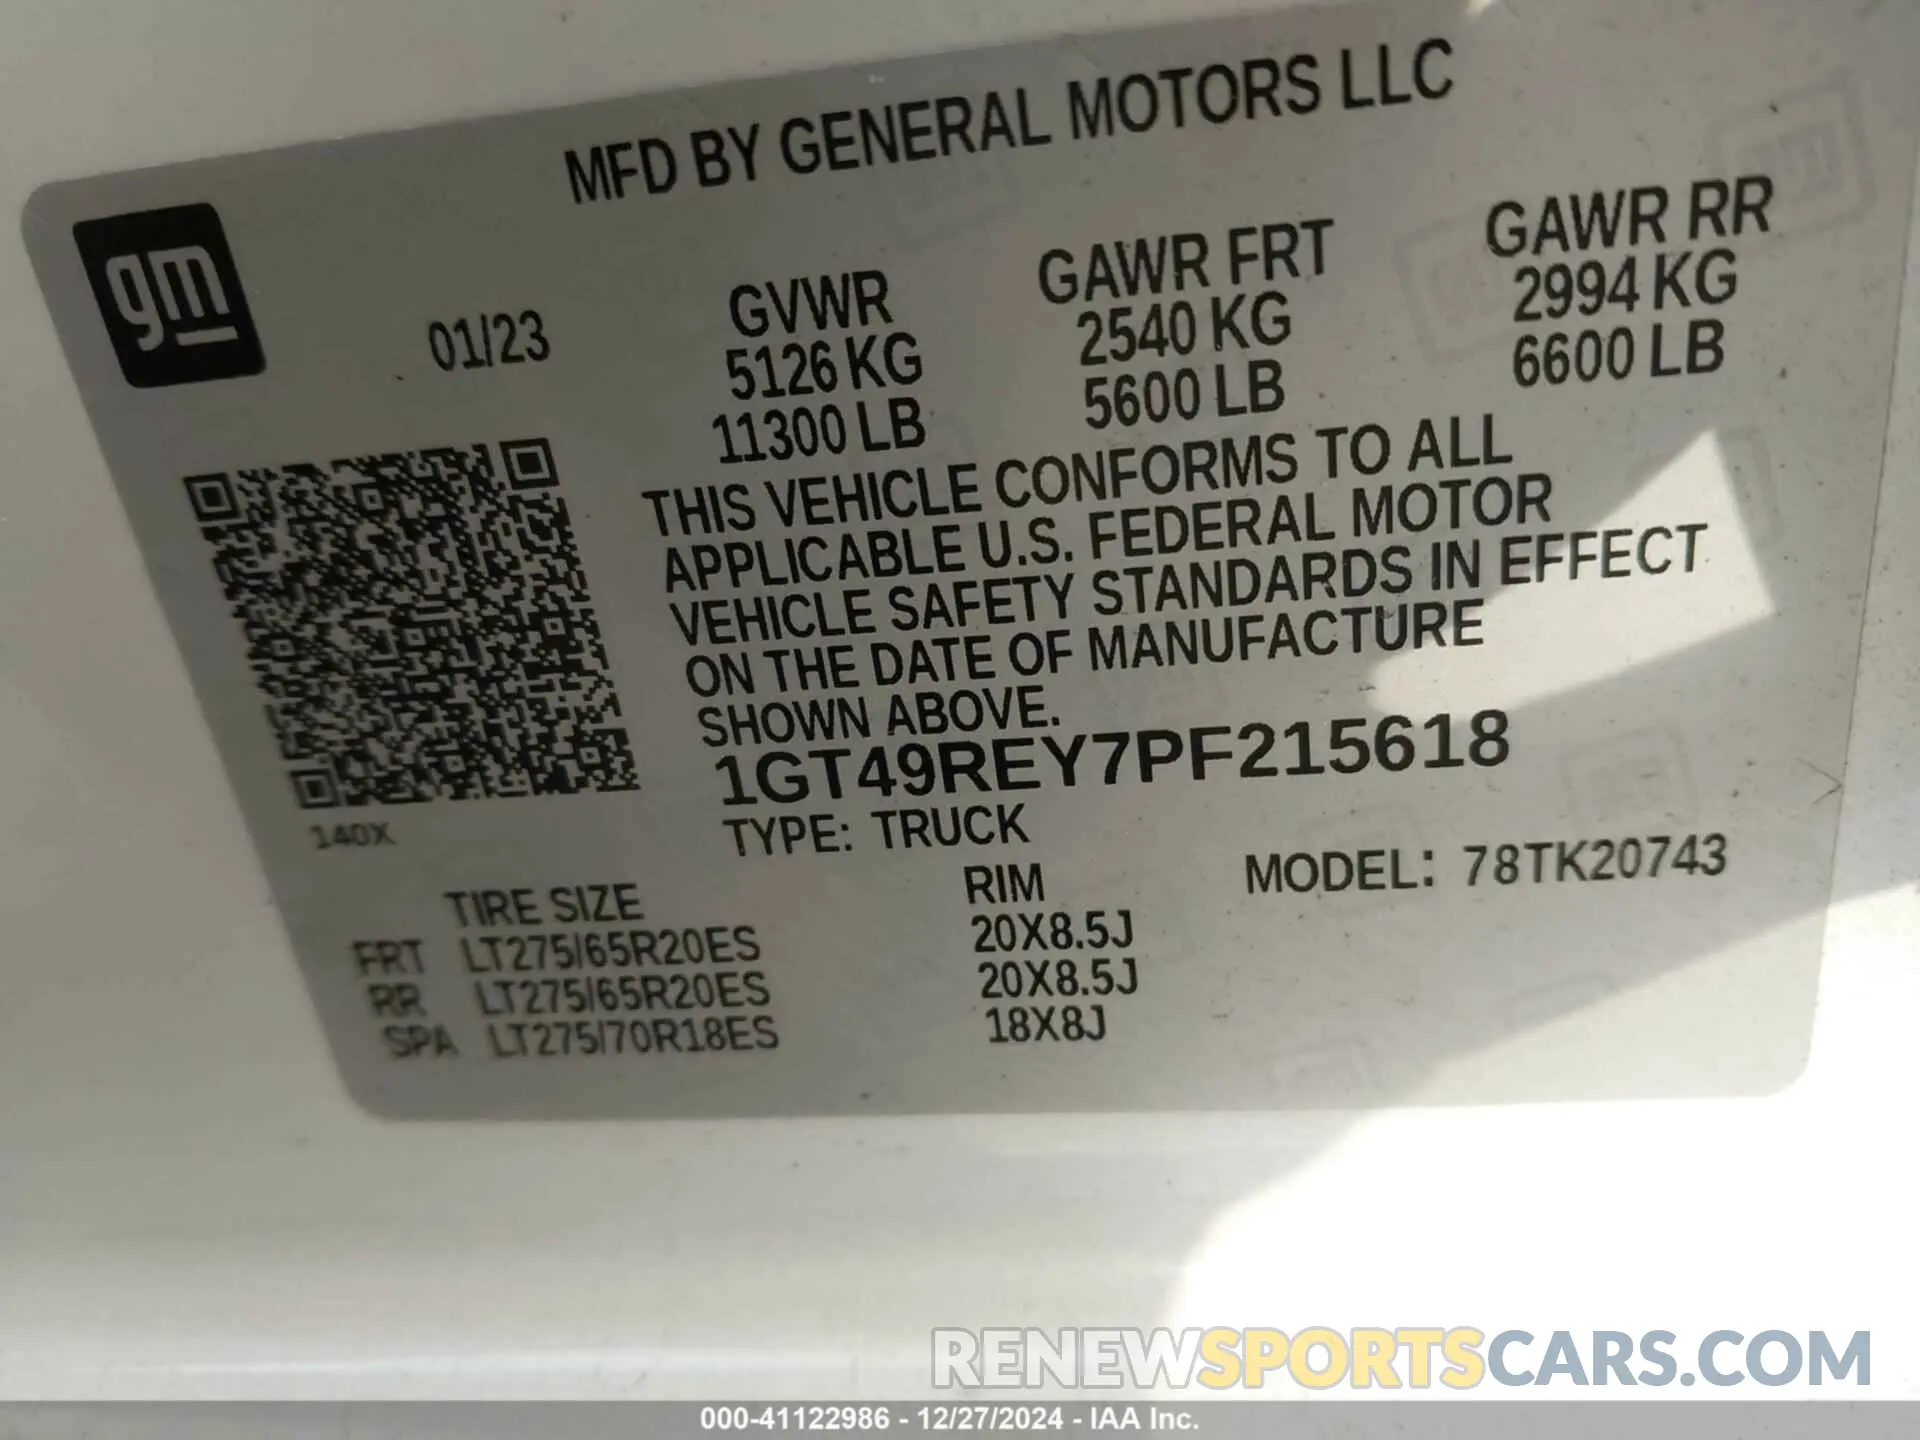 MFD BY GENERAL MOTORS LLC
gm
01/23
GVWR
5126 KG
11300 LB
GAWR FRT
2540 KG
5600 LB
GAWR RR
2994 KG
6600 LB
THIS VEHICLE CONFORMS TO ALL
APPLICABLE U.S. FEDERAL MOTOR
VEHICLE SAFETY STANDARDS IN EFFECT
ON THE DATE OF MANUFACTURE
SHOWN ABOVE.
1GT49REY7PF215618
TYPE: TRUCK
MODEL: 78TK20743
140X
TIRE SIZE RIM
FRT LT275/65R20ES 20X8.5J
RR LT275/65R20ES 20X8.5J
SPA LT275/70R18ES 18X8J
RENEWSPORTSCARS.COM
000-41122986 - 12/27/2024 - IAA Inc.